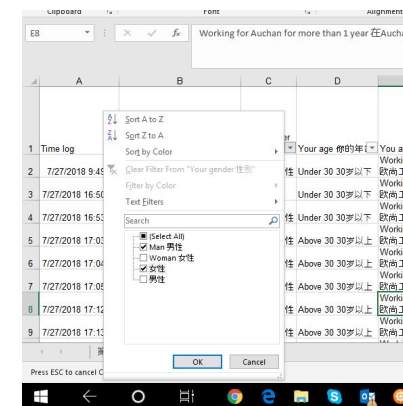 Clipboard Font Alignment
E8 fx Working for Auchan for more than 1 year 在Aucha
A B C D
1 Time log Your age 你的年 You a
Sort A to Z
Sort Z to A
Sort by Color
Clear Filter From "Your gender 性别"
Filter by Color
Text Filters
Search
(Select All)
Man 男性
Woman 女性
女性
男性
OK Cancel
Worki
2 7/27/2018 9:49 性 Under 30 30岁以下 欧尚工
Worki
3 7/27/2018 16:50 性 Under 30 30岁以下 欧尚工
Worki
4 7/27/2018 16:53 性 Under 30 30岁以下 欧尚工
Worki
5 7/27/2018 17:03 性 Above 30 30岁以上 欧尚工
Worki
6 7/27/2018 17:04 性 Above 30 30岁以上 欧尚工
Worki
7 7/27/2018 17:05 性 Above 30 30岁以上 欧尚工
Worki
8 7/27/2018 17:12 性 Above 30 30岁以上 欧尚工
Worki
9 7/27/2018 17:13 性 Above 30 30岁以上 欧尚工
Press ESC to cancel C